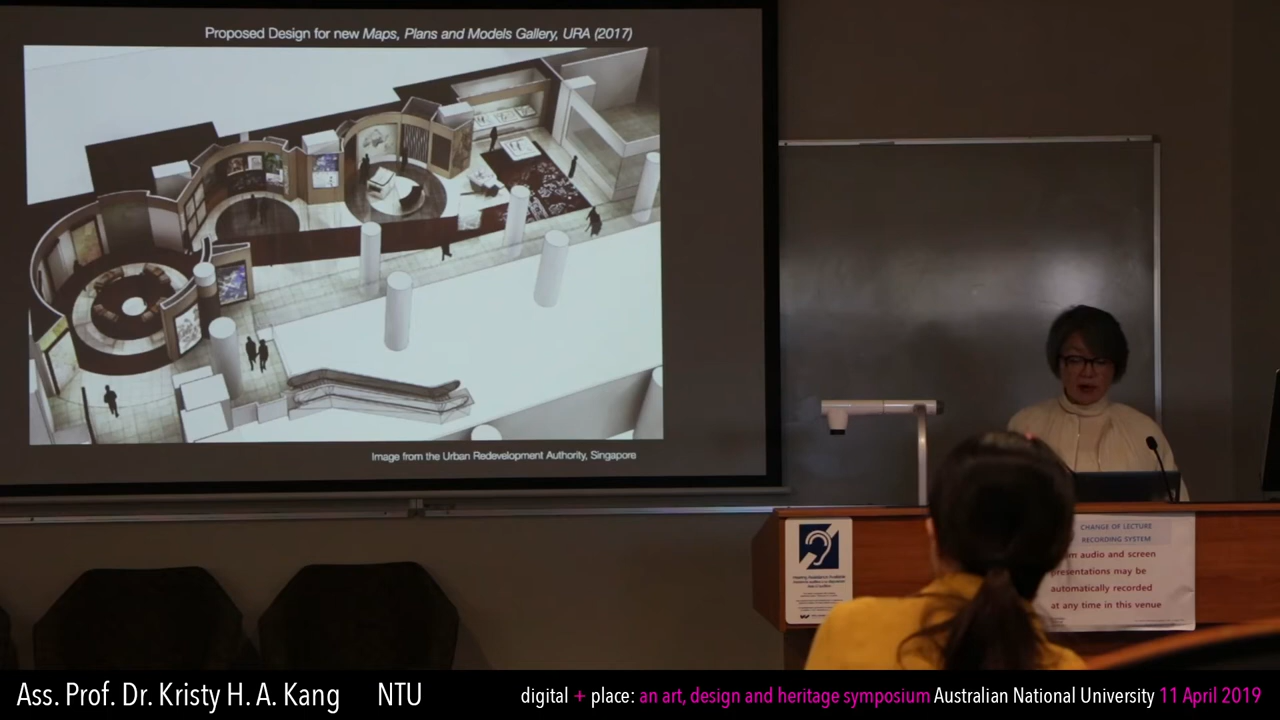 Proposed Design for new Maps, Plans and Models Gallery, URA (2017)
Image from the Urban Redevelopment Authority, Singapore
CHANGE OF LECTURE
RECORDING SYSTEM
audio and screen
presentations may be
automatically recorded
at any time in this venue
Ass. Prof. Dr. Kristy H. A. Kang NTU
digital + place: an art, design and heritage symposium Australian National University 11 April 2019